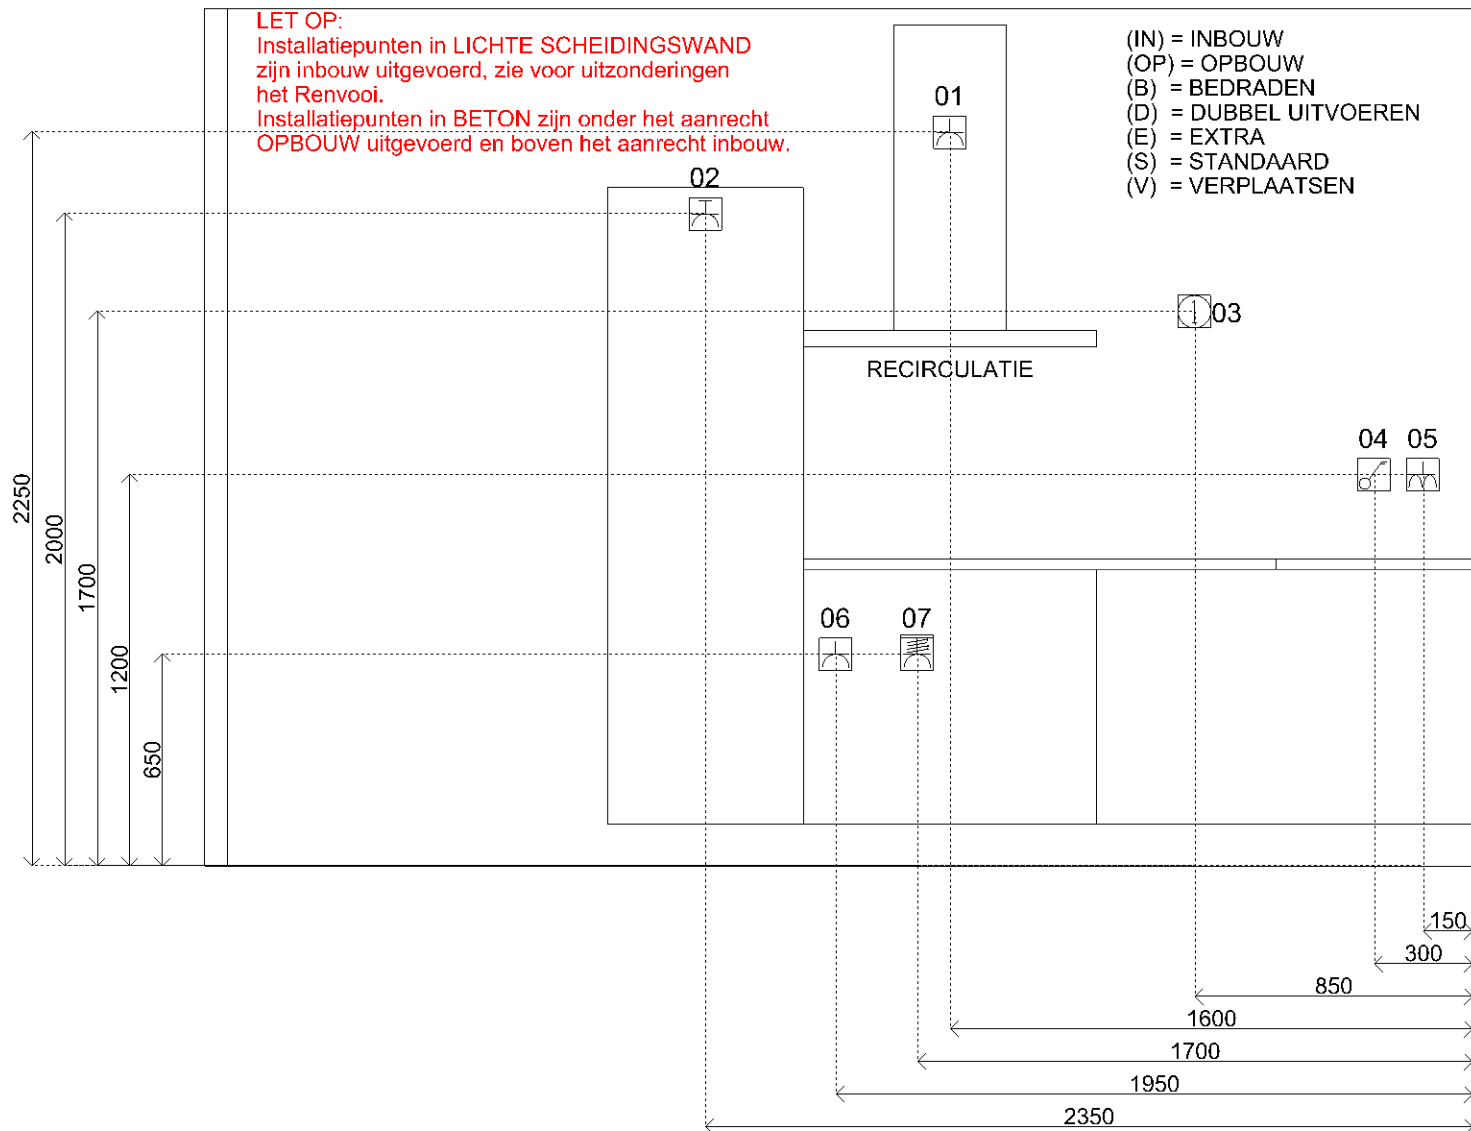 LET OP:
Installatiepunten in LICHTE SCHEIDINGSWAND
zijn inbouw uitgevoerd, zie voor uitzonderingen
het Renvooi.
Installatiepunten in BETON zijn onder het aanrecht
OPBOUW uitgevoerd en boven het aanrecht inbouw.
(IN) = INBOUW
(OP) = OPBOUW
(B) = BEDRADEN
(D) = DUBBEL UITVOEREN
(E) = EXTRA
(S) = STANDAARD
(V) = VERPLAATSEN
01
02
03
RECIRCULATIE
04 05
06 07
2250
2000
1700
1200
650
150
300
850
1600
1700
1950
2350